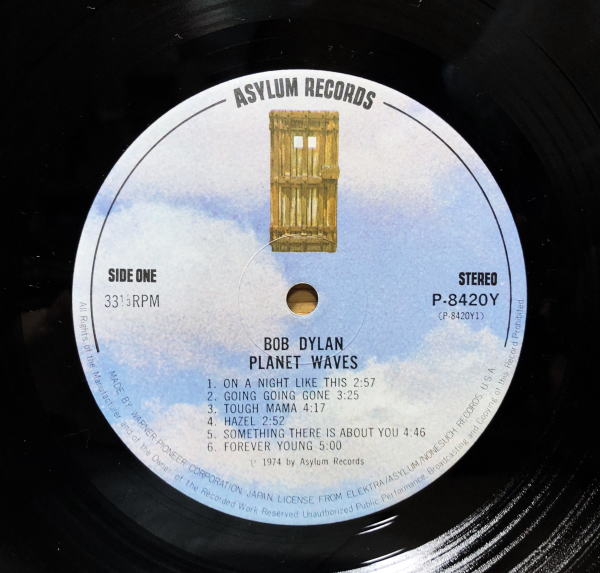 ASYLUM RECORDS
SIDE ONE
33⅓RPM
STEREO
P-8420Y
(P-8420Y1)
BOB DYLAN
PLANET WAVES
1. ON A NIGHT LIKE THIS 2:57
2. GOING GOING GONE 3:25
3. TOUGH MAMA 4:17
4. HAZEL 2:52
5. SOMETHING THERE IS ABOUT YOU 4:46
6. FOREVER YOUNG 5:00
℗ 1974 by Asylum Records
MADE BY WARNER-PIONEER CORPORATION, JAPAN, LICENSE FROM ELEKTRA/ASYLUM/NONESUCH RECORDS, U.S.A.
All Rights of the Manufacturer and of the Owner of the Recorded Work Reserved Unauthorized Public Performance, Broadcasting and Copying of the Record Prohibited